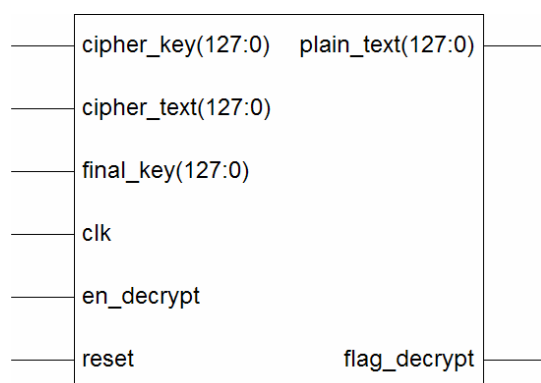 cipher_key(127:0) plain_text(127:0)
cipher_text(127:0)
final_key(127:0)
clk
en_decrypt
reset flag_decrypt